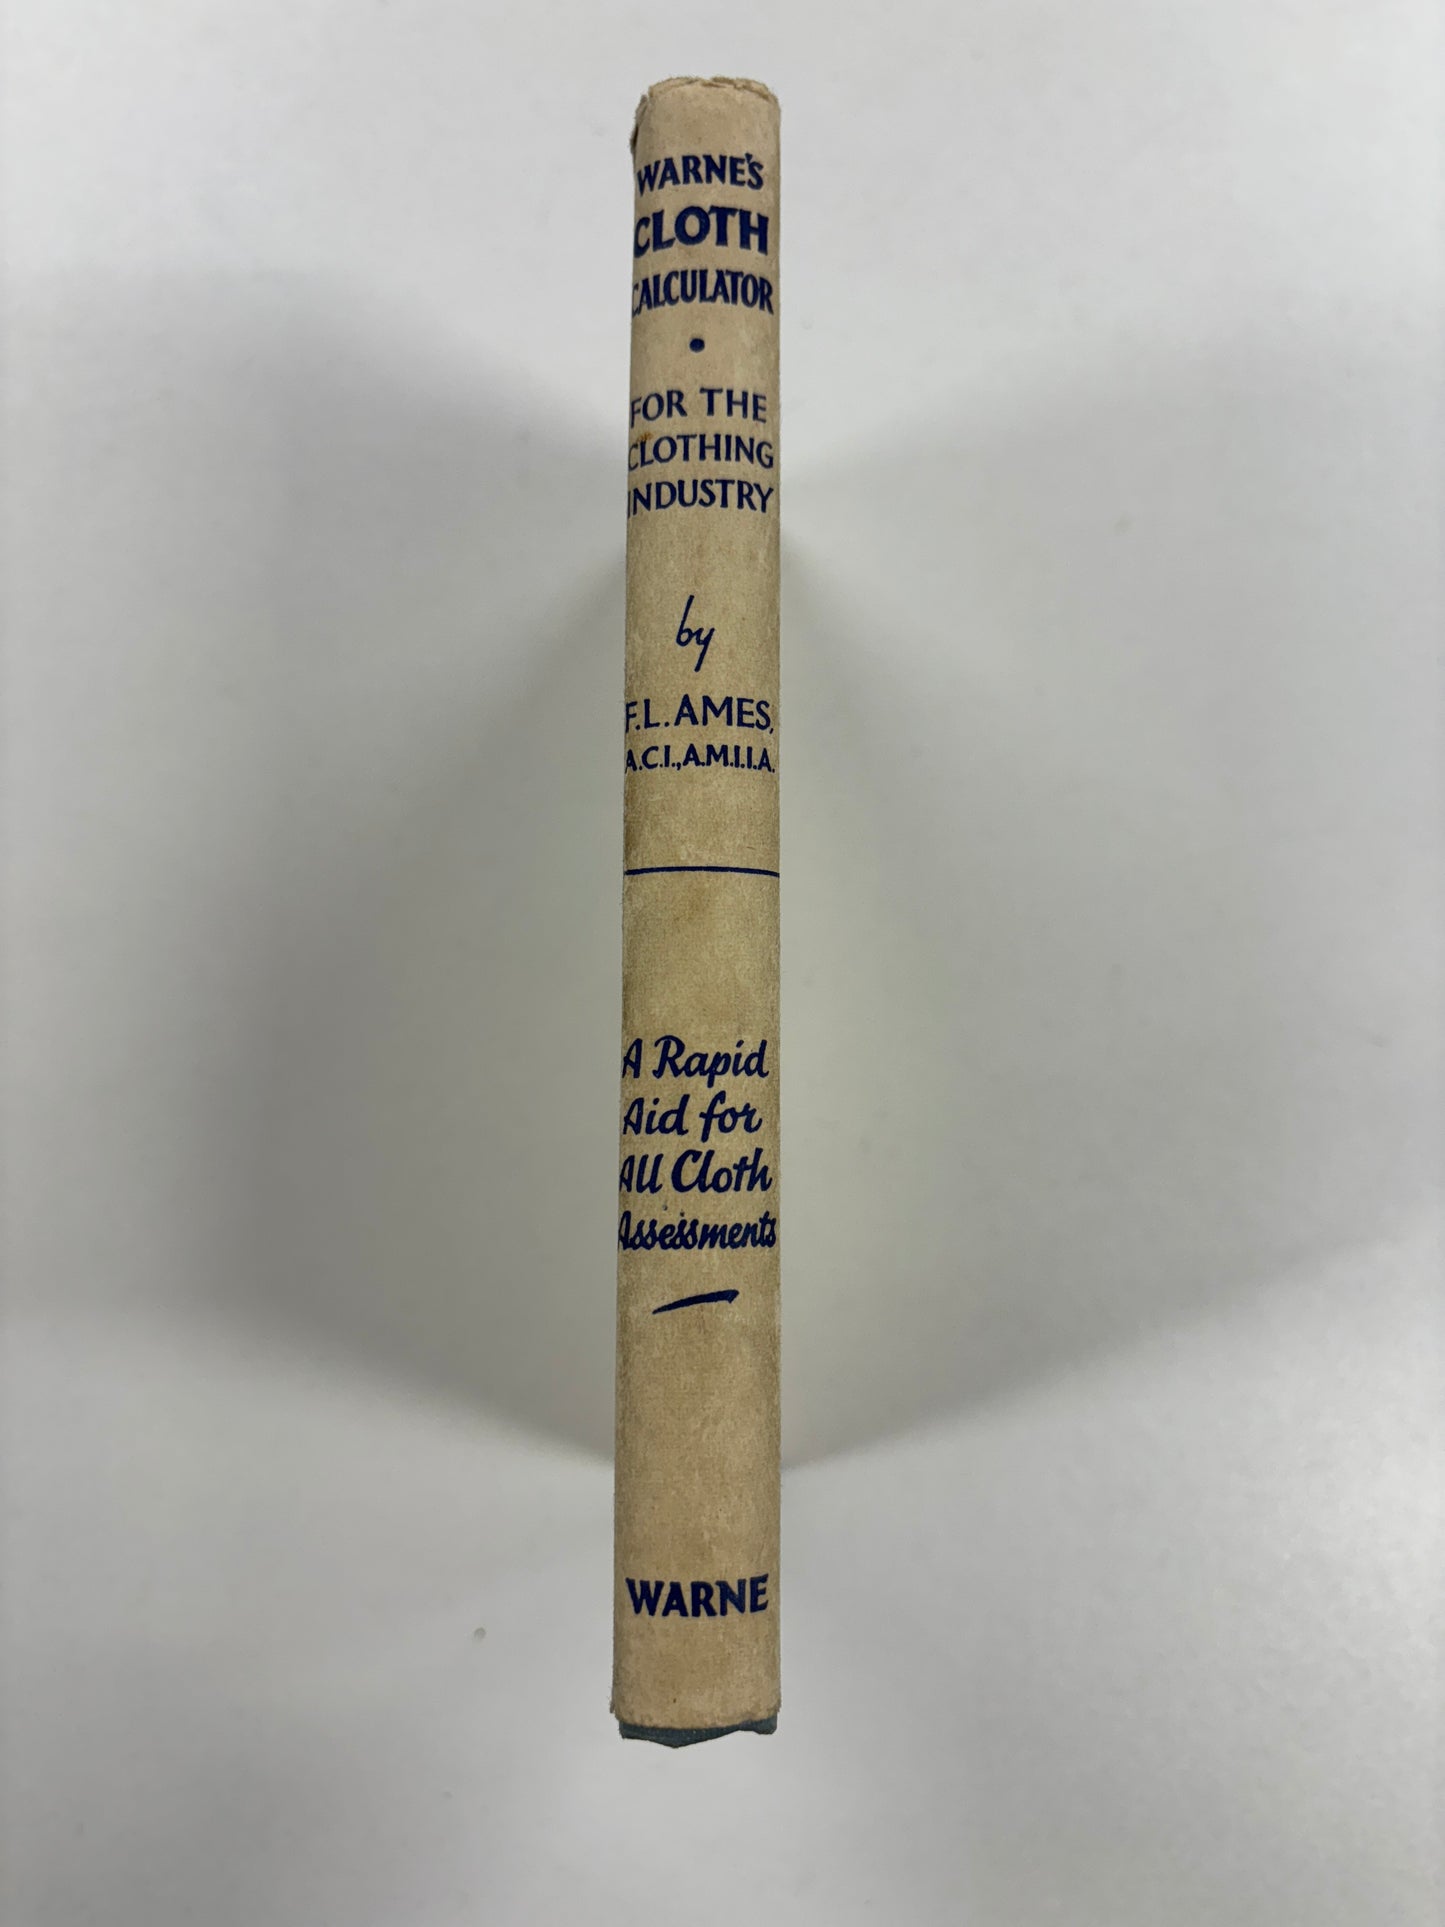 WARNE'S
CLOTH
CALCULATOR
•
FOR THE
CLOTHING
INDUSTRY
by
F.L. AMES,
A.C.I., A.M.I.I.A.
A Rapid
Aid for
All Cloth
Assessments
WARNE